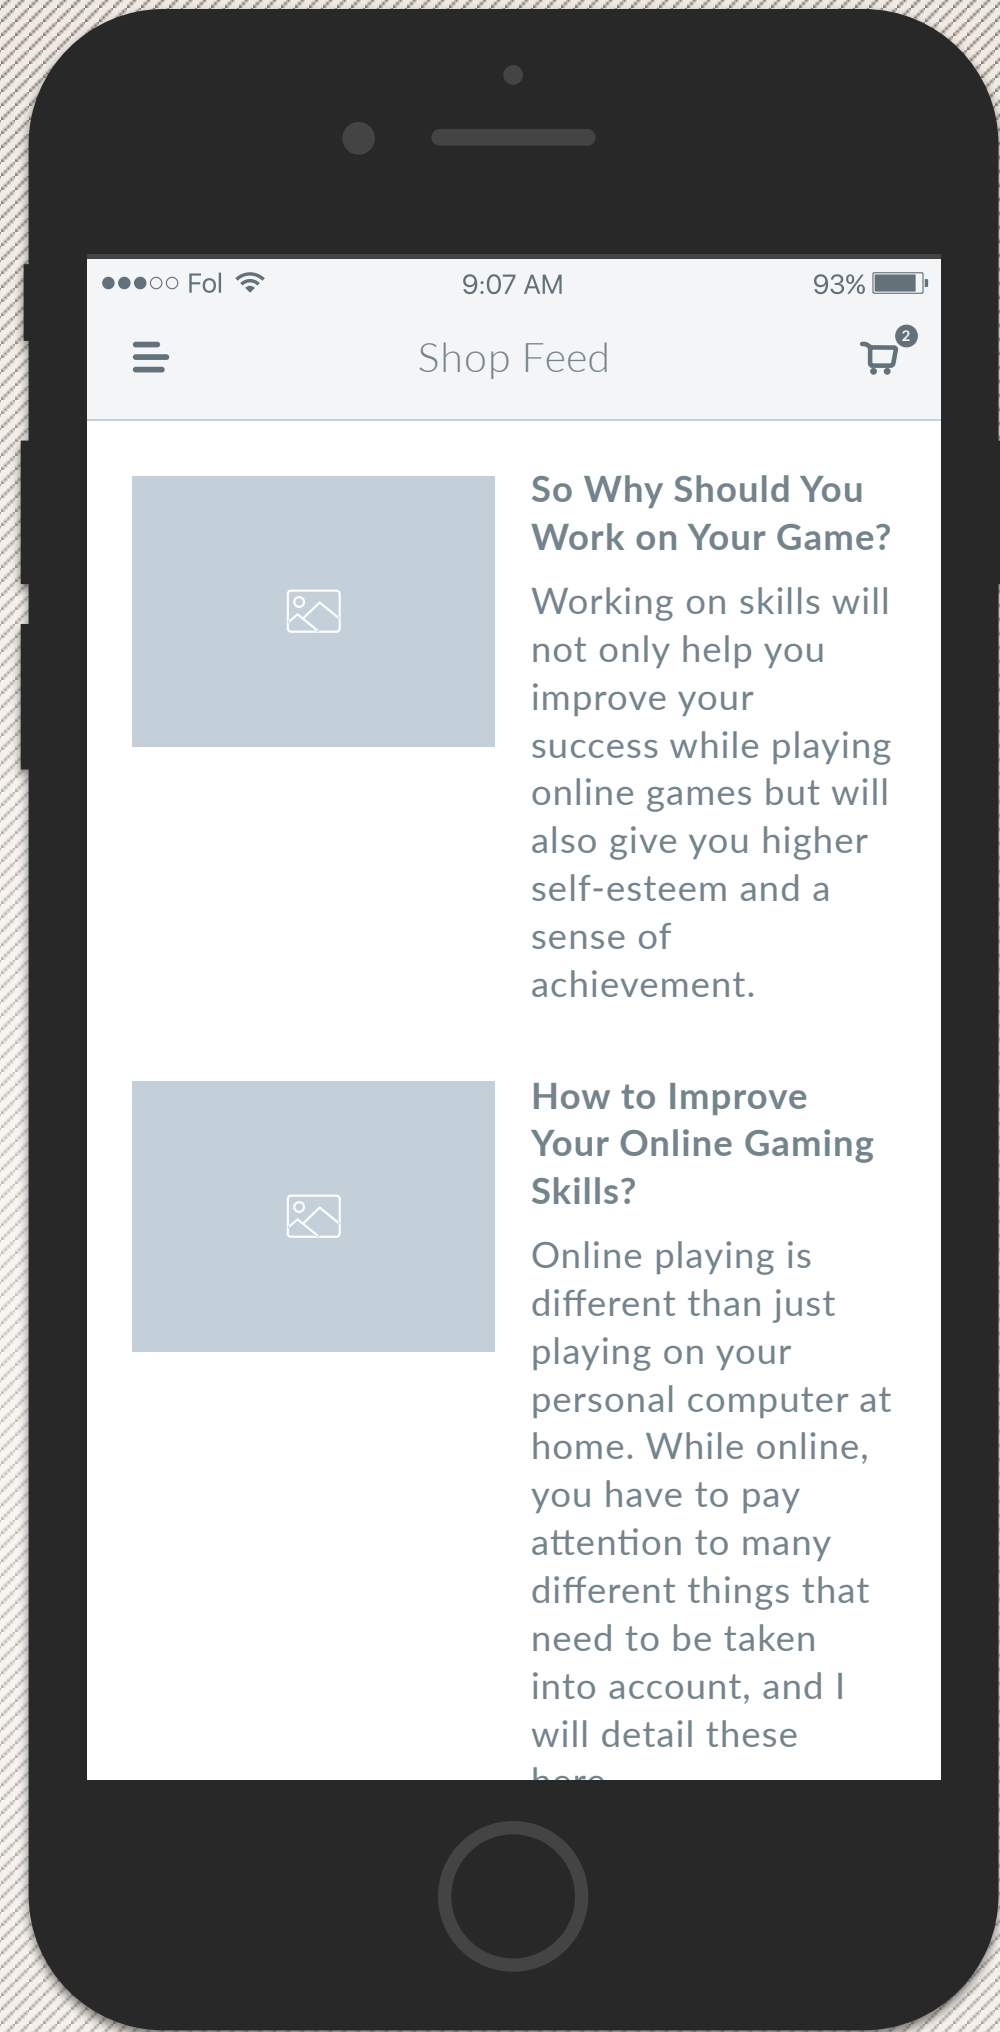 Fol 9:07 AM 93%
Shop Feed 2
So Why Should You
Work on Your Game?
Working on skills will
not only help you
improve your
success while playing
online games but will
also give you higher
self-esteem and a
sense of
achievement.
How to Improve
Your Online Gaming
Skills?
Online playing is
different than just
playing on your
personal computer at
home. While online,
you have to pay
attention to many
different things that
need to be taken
into account, and I
will detail these